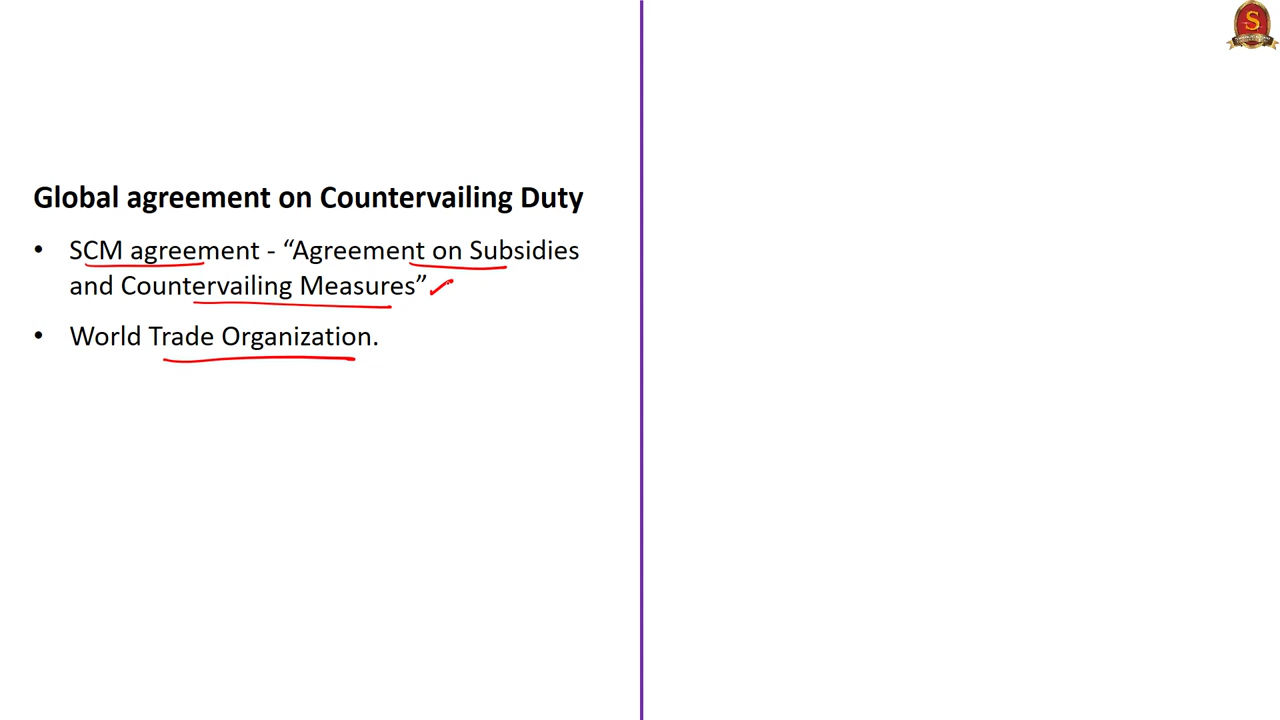 Global agreement on Countervailing Duty
• SCM agreement - “Agreement on Subsidies
and Countervailing Measures”
• World Trade Organization.
S